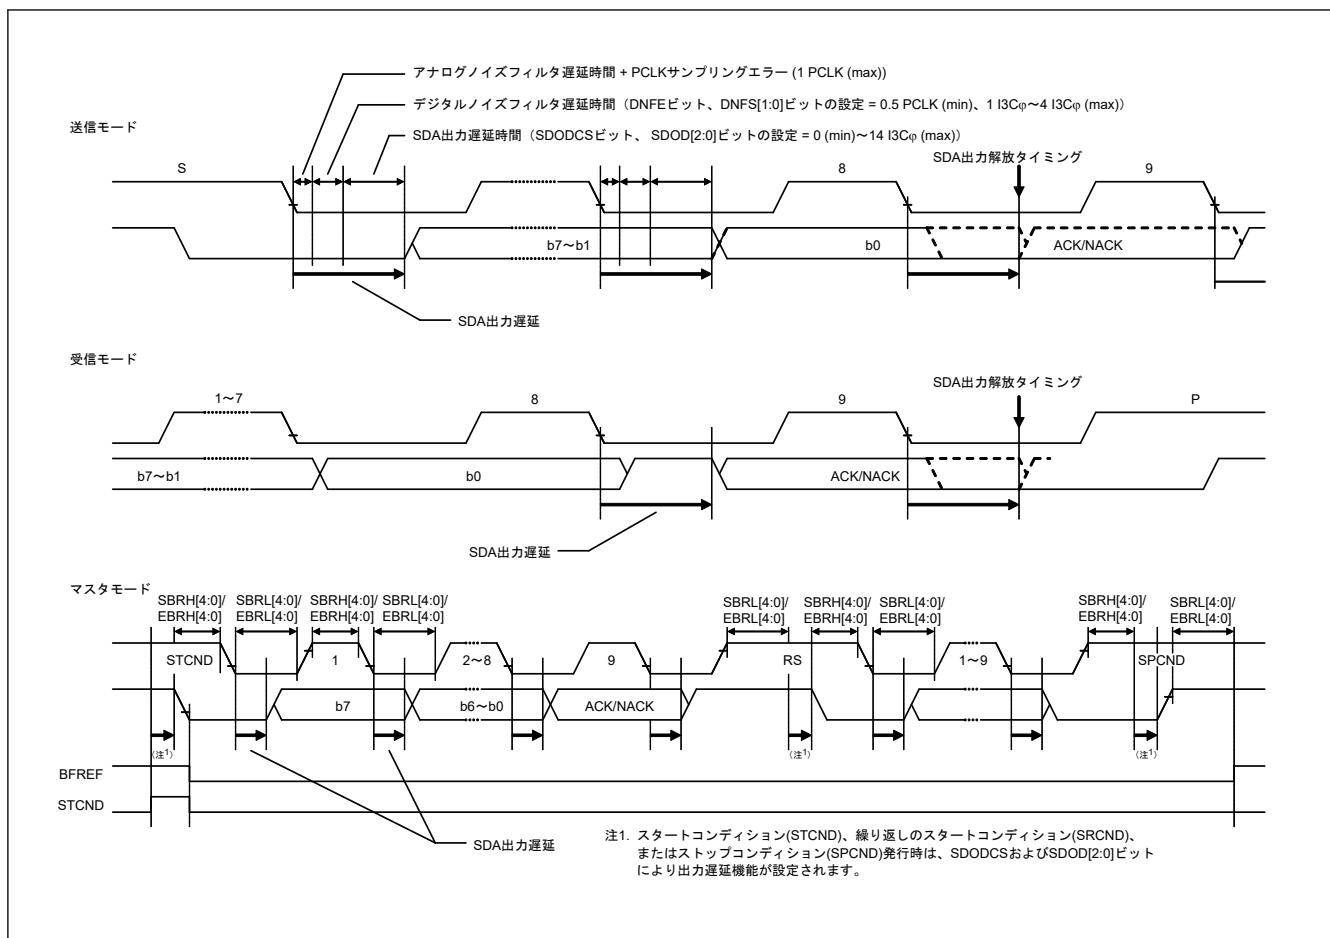 アナログノイズフィルタ遅延時間 + PCLKサンプリングエラー (1 PCLK (max))
デジタルノイズフィルタ遅延時間（DNFEビット、DNFS[1:0]ビットの設定 = 0.5 PCLK (min)、1 I3Cφ～4 I3Cφ (max)）
送信モード
SDA出力遅延時間（SDODCSビット、 SDOD[2:0]ビットの設定 = 0 (min)～14 I3Cφ (max)）
SDA出力解放タイミング
S 8 9
b7～b1 b0 ACK/NACK
SDA出力遅延
受信モード
SDA出力解放タイミング
1～7 8 9 P
b7～b1 b0 ACK/NACK
SDA出力遅延
マスタモード
SBRH[4:0]/ SBRL[4:0]/ SBRH[4:0]/ SBRL[4:0]/ SBRL[4:0]/ SBRH[4:0]/ SBRL[4:0]/ SBRH[4:0]/ SBRL[4:0]/
EBRH[4:0] EBRL[4:0] EBRH[4:0] EBRL[4:0] EBRL[4:0] EBRH[4:0] EBRL[4:0] EBRH[4:0] EBRL[4:0]
STCND 1 2～8 9 RS 1～9 SPCND
b7 b6～b0 ACK/NACK
（注1） （注1） （注1）
BFREF
STCND
SDA出力遅延
注1. スタートコンディション(STCND)、繰り返しのスタートコンディション(SRCND)、
またはストップコンディション(SPCND)発行時は、SDODCSおよびSDOD[2:0]ビット
により出力遅延機能が設定されます。